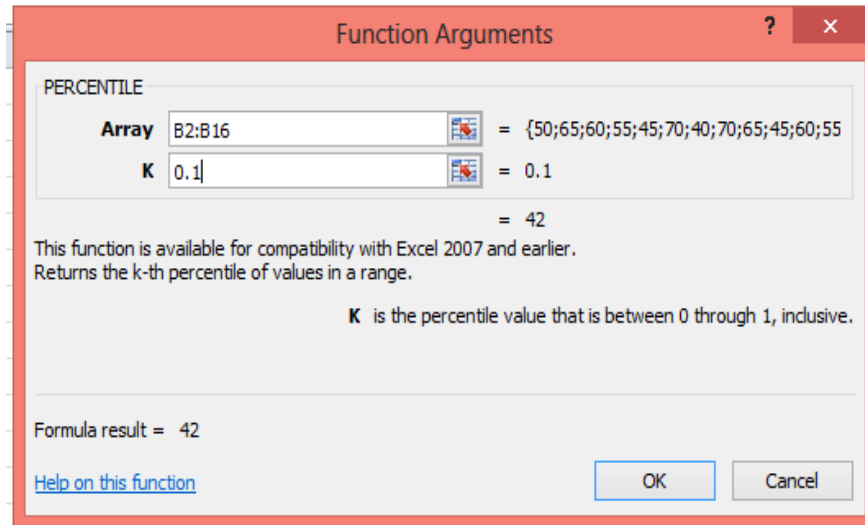 Function Arguments ? x
PERCENTILE
Array B2:B16 = {50;65;60;55;45;70;40;70;65;45;60;55
K 0.1 = 0.1
= 42
This function is available for compatibility with Excel 2007 and earlier.
Returns the k-th percentile of values in a range.
K is the percentile value that is between 0 through 1, inclusive.
Formula result = 42
Help on this function OK Cancel